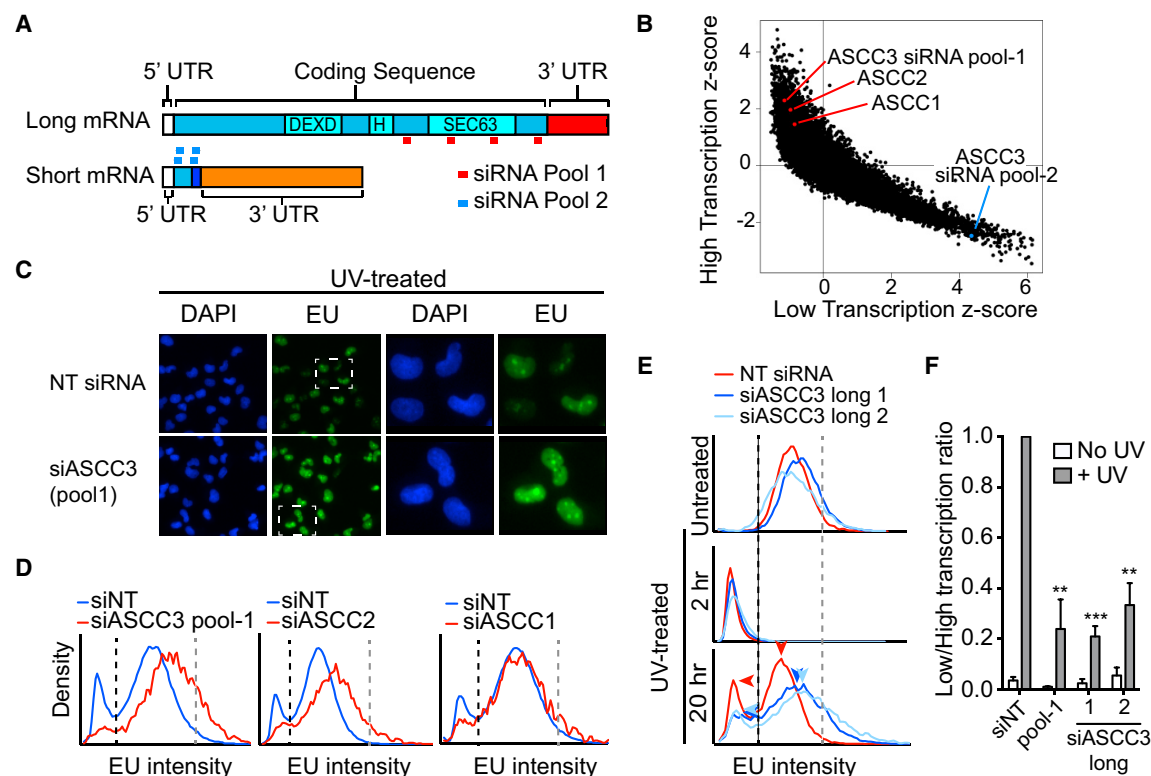 A
5' UTR
Coding Sequence
3' UTR
Long mRNA
DEXD
H
SEC63
Short mRNA
siRNA Pool 1
siRNA Pool 2
5' UTR
3' UTR
B
High Transcription z-score
4
2
0
-2
ASCC3 siRNA pool-1
ASCC2
ASCC1
ASCC3
siRNA pool-2
0 2 4 6
Low Transcription z-score
C
UV-treated
DAPI EU DAPI EU
NT siRNA
siASCC3
(pool1)
D
Density
siNT
siASCC3 pool-1
siNT
siASCC2
siNT
siASCC1
EU intensity EU intensity EU intensity
E
NT siRNA
siASCC3 long 1
siASCC3 long 2
Untreated
UV-treated
2 hr
20 hr
EU intensity
F
Low/High transcription ratio
1.0
0.8
0.6
0.4
0.2
0.0
No UV
+ UV
** *** **
siNT pool-1 1 2
siASCC3
long